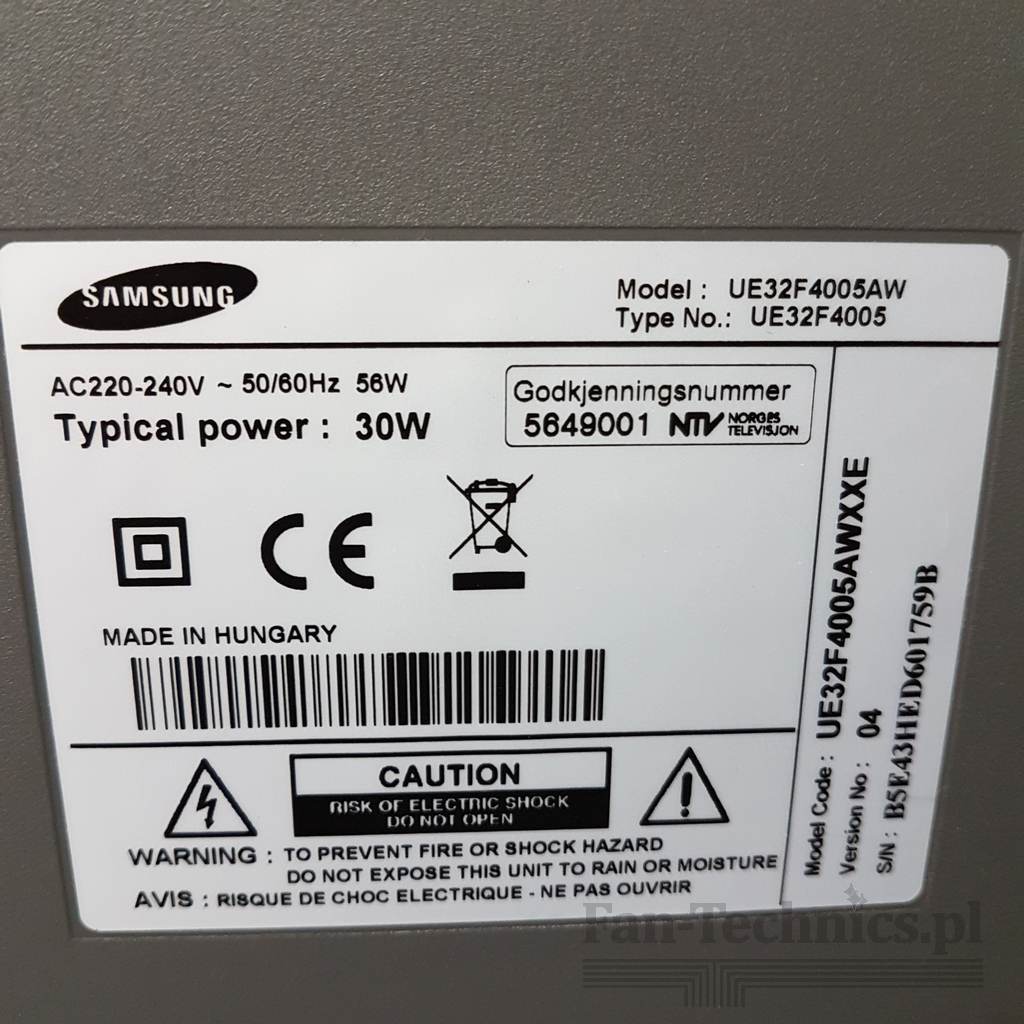 SAMSUNG
Model : UE32F4005AW
Type No.: UE32F4005
AC220-240V ~ 50/60Hz 56W
Typical power : 30W
Godkjenningsnummer
5649001 NTV NORGES TELEVISJON
CE
MADE IN HUNGARY
CAUTION
RISK OF ELECTRIC SHOCK
DO NOT OPEN
WARNING : TO PREVENT FIRE OR SHOCK HAZARD
DO NOT EXPOSE THIS UNIT TO RAIN OR MOISTURE
AVIS : RISQUE DE CHOC ELECTRIQUE - NE PAS OUVRIR
Model Code : UE32F4005AWXXE
Version No : 04
S/N : B5E43HED601759B
Fan-Technics.pl